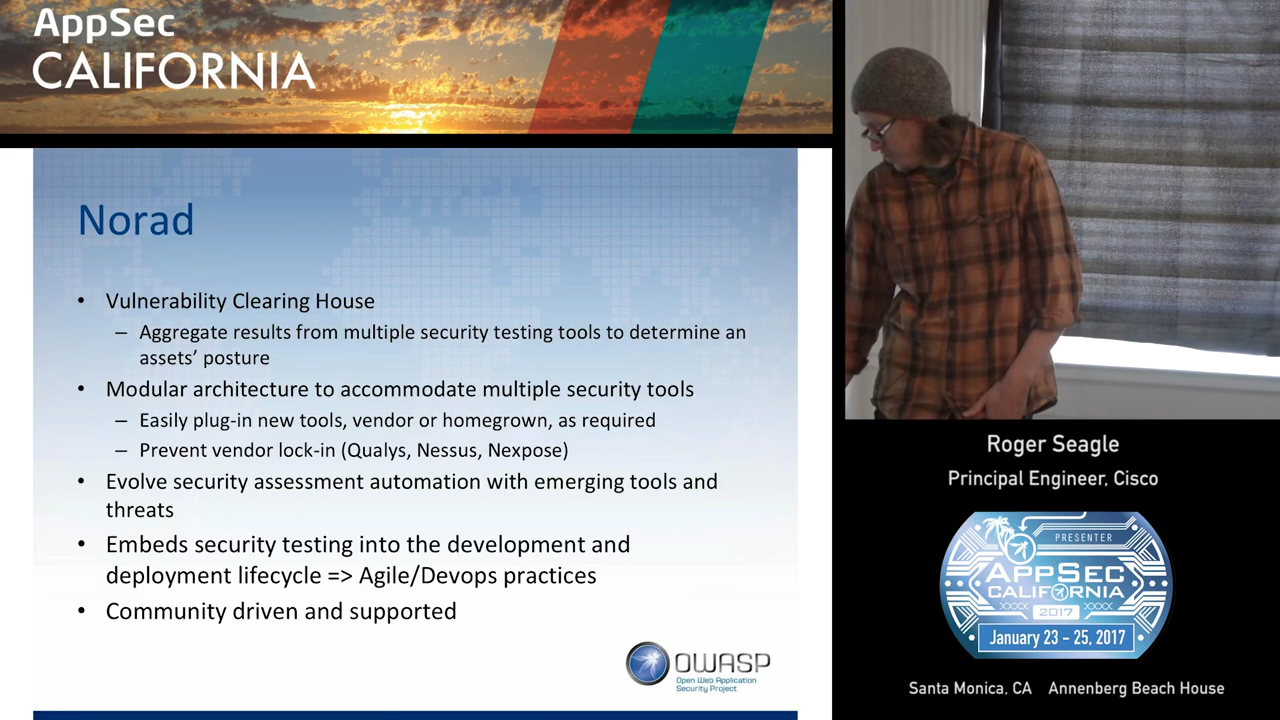 AppSec
CALIFORNIA
Norad
• Vulnerability Clearing House
– Aggregate results from multiple security testing tools to determine an
assets’ posture
• Modular architecture to accommodate multiple security tools
– Easily plug-in new tools, vendor or homegrown, as required
– Prevent vendor lock-in (Qualys, Nessus, Nexpose)
• Evolve security assessment automation with emerging tools and
threats
• Embeds security testing into the development and
deployment lifecycle => Agile/Devops practices
• Community driven and supported
OWASP
Open Web Application
Security Project
Roger Seagle
Principal Engineer, Cisco
PRESENTER
APPSEC
CALIFORNIA
2017
January 23 - 25, 2017
Santa Monica, CA Annenberg Beach House